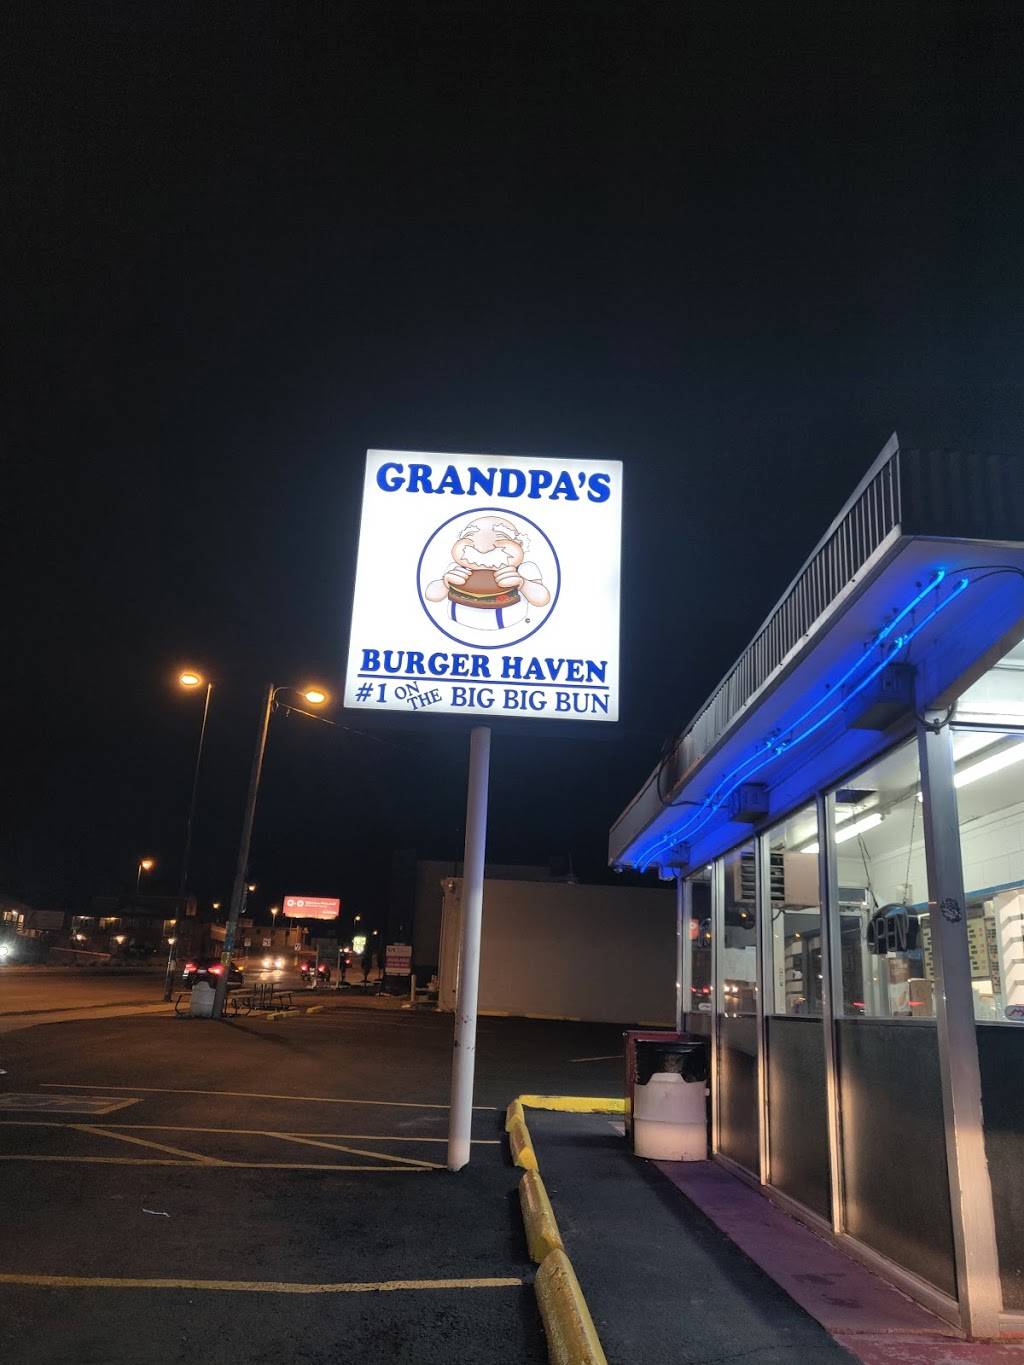 GRANDPA'S
BURGER HAVEN
#1 ON THE BIG BIG BUN